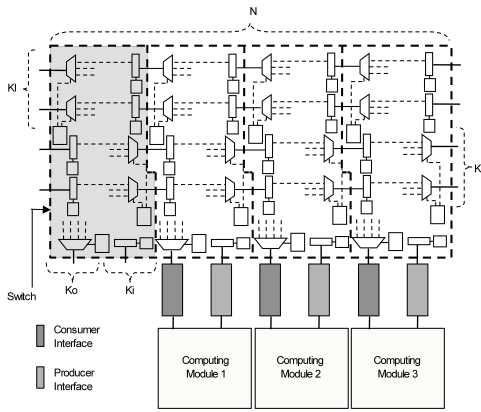 N
Kl
K
Switch
Ko
Ki
Consumer
Interface
Producer
Interface
Computing
Module 1
Computing
Module 2
Computing
Module 3